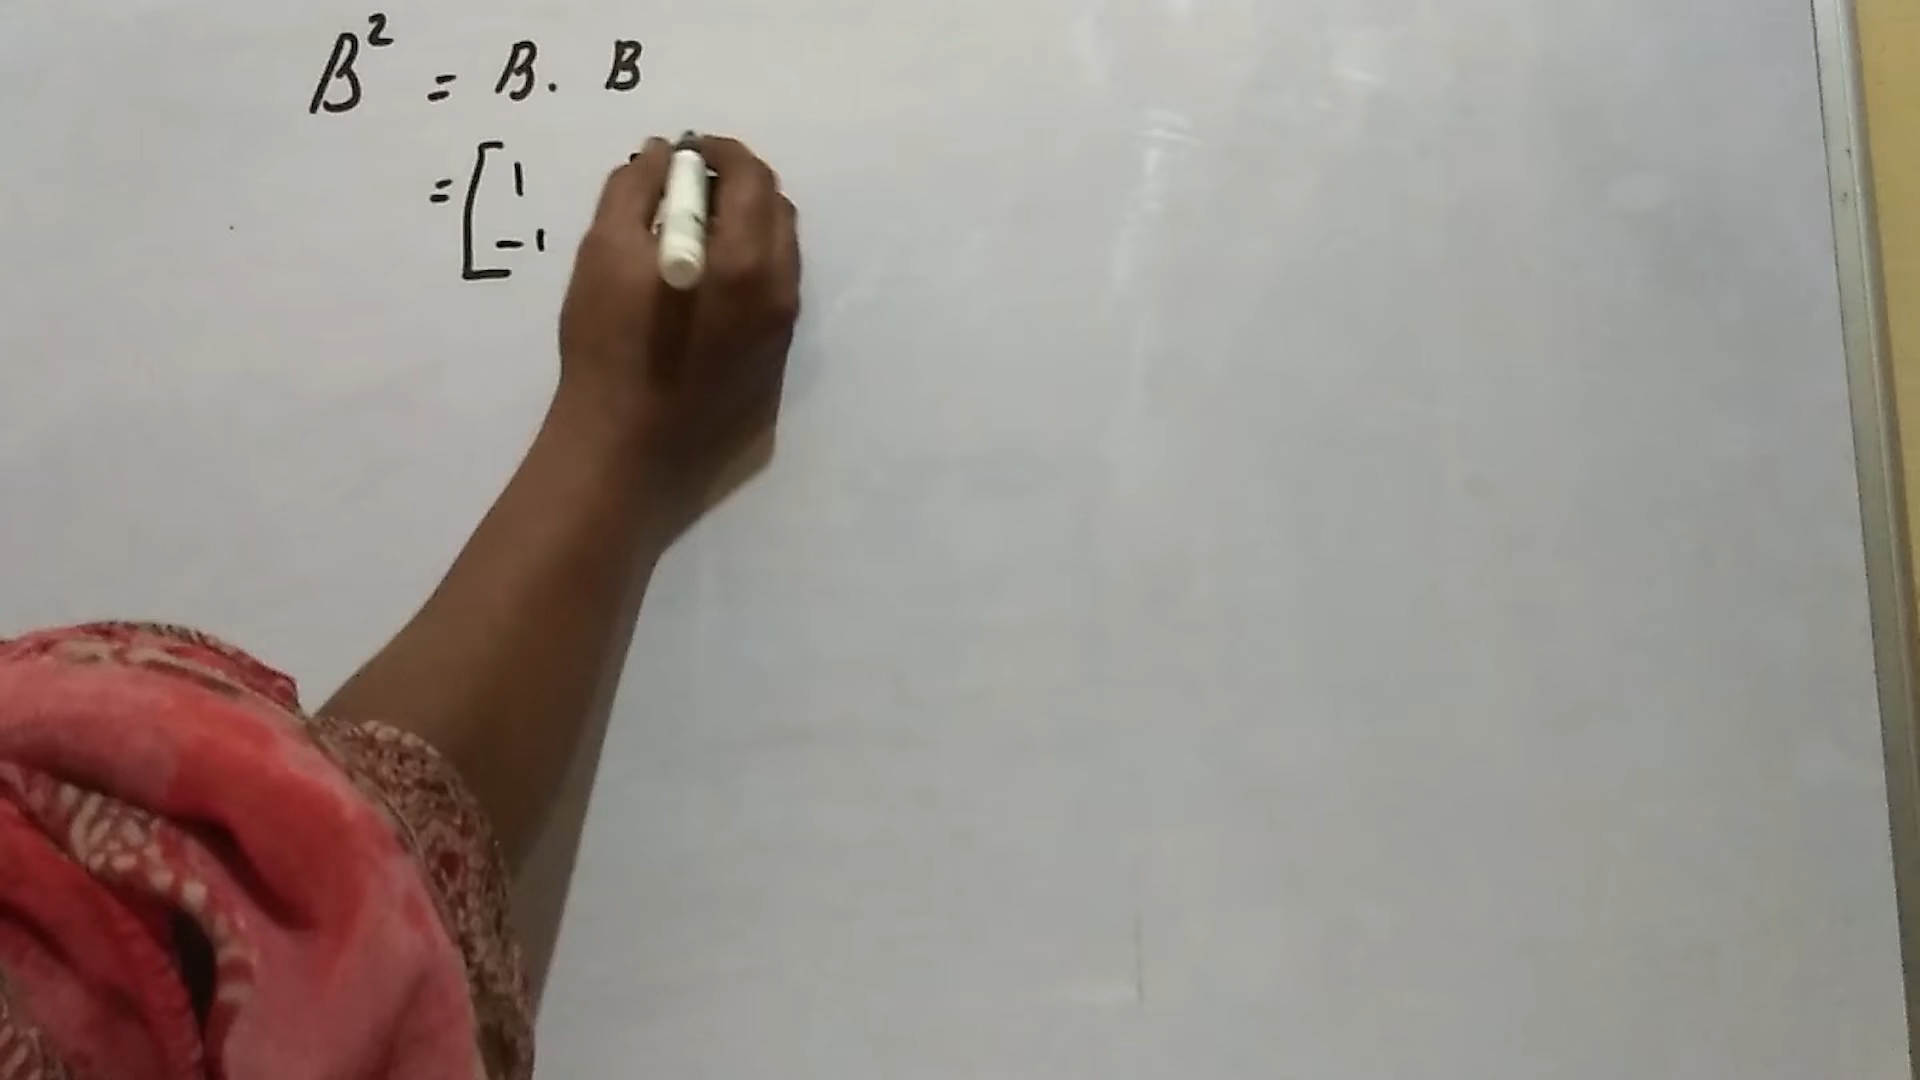 B² = B. B
= [ 1
-1